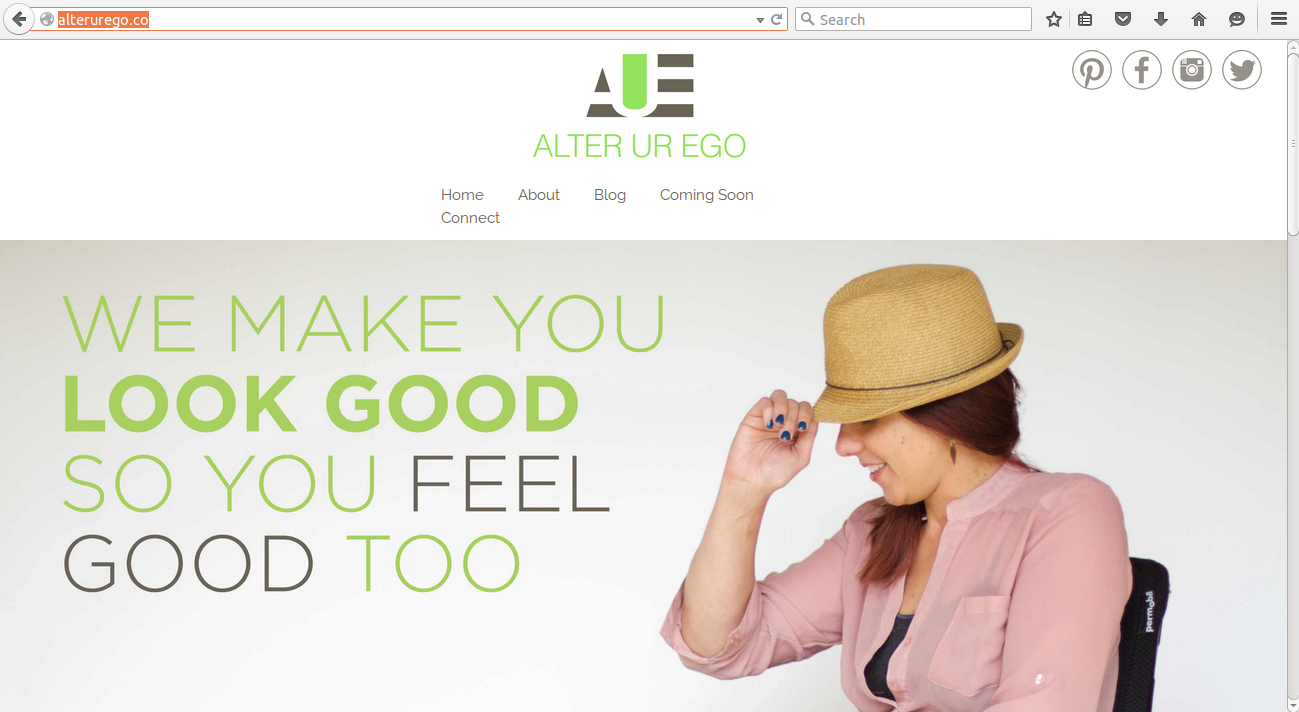 alterurego.co
Search
AUE
ALTER UR EGO
Home About Blog Coming Soon
Connect
WE MAKE YOU
LOOK GOOD
SO YOU FEEL
GOOD TOO
permobil